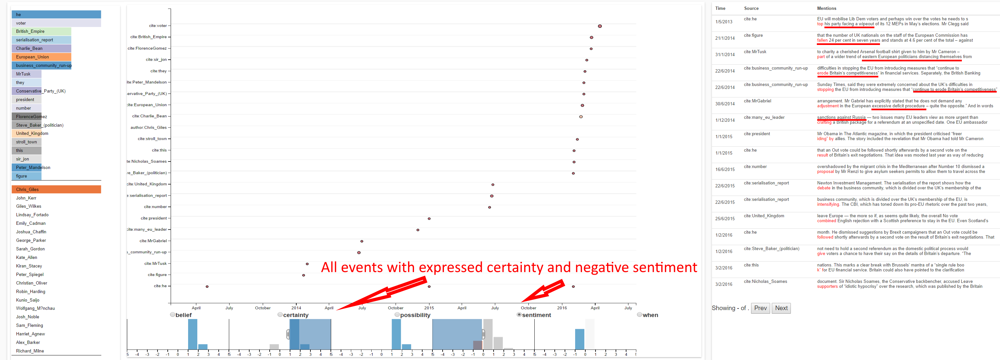 he
voter
British_Empire
serialisation_report
Charlie_Bean
European_Union
business_community_run-up
MrTusk
they
Conservative_Party_(UK)
president
number
FlorenceGomez
Steve_Baker_(politician)
United_Kingdom
stroll_town
this
sir_jon
Peter_Mandelson
figure
Chris_Giles
John_Kerr
Giles_Wilkes
Lindsay_Fortado
Emily_Cadman
Joshua_Chaffin
George_Parker
Sarah_Gordon
Kate_Allen
Kiran_Stacey
Peter_Spiegel
Christian_Oliver
Robin_Harding
Kunio_Saijo
Wolfgang_M?nchau
Josh_Noble
Sam_Fleming
Harriet_Agnew
Alex_Barker
Richard_Milne
cite:voter
cite:British_Empire
cite:FlorenceGomez
cite:sir_jon
cite:they
ite:Peter_Mandelson
ervative_Party_(UK)
cite:European_Union
cite:Charlie_Bean
author:Chris_Giles
cite:stroll_town
cite:this
te:Nicholas_Soames
ve_Baker_(politician)
cite:United_Kingdom
e:serialisation_report
cite:number
cite:president
cite:many_eu_leader
cite:MrGabriel
s_community_run-up
cite:MrTusk
cite:figure
cite:he
All events with expressed certainty and negative sentiment
April July October 2014 April July October 2015 April July October 2016 April July
belief certainty possibility sentiment when
5 -4 -3 -2 -1 0 1 2 3 4 5 -4 -3 -2 -1 0 1 2 3 4 5 -4 -3 -2 -1 0 1 2 3 4 5 -4 -3 -2 -1 0 1 2 3 4 5 -4 -3 -2 -1 0 1 2 3 4 5
Time Source Mentions
1/5/2013 cite:he EU will mobilise Lib Dem voters and perhaps win over the votes he needs to s
top his party facing a wipeout of its 12 MEPs in May's elections. Mr Clegg said
21/1/2014 cite:figure that the number of UK nationals on the staff of the European Commission has
fallen 24 per cent in seven years and stands at 4.6 per cent of the total – against
31/1/2014 cite:MrTusk to charity a cherished Arsenal football shirt given to him by Mr Cameron –
part of a wider trend of eastern European politicians distancing themselves from
22/6/2014 cite:business_community_run-up difficulties in stopping the EU from introducing measures that “continue to
erode Britain’s competitiveness” in financial services. Separately, the British Banking
22/6/2014 cite:business_community_run-up Sunday Times, said they were extremely concerned about the UK’s difficulties in
stopping the EU from introducing measures that “continue to erode Britain’s competitiveness”
30/6/2014 cite:MrGabriel arrangement. Mr Gabriel has explicitly stated that he does not demand any
adjustment in the European excessive deficit procedure – quite the opposite.” And in words
1/12/2014 cite:many_eu_leader sanctions against Russia — two issues many EU leaders view as more urgent than
crafting a British package for a referendum at an unspecified date. One EU ambassador
1/1/2015 cite:president Mr Obama in The Atlantic magazine, in which the president criticised “freer
iding” by allies. The story included the revelation that Mr Obama had told Mr Cameron
1/1/2015 cite:he that an Out vote could be followed shortly afterwards by a second vote on the
result of Britain’s exit negotiations. That idea was mooted last year as way of reducing
16/6/2015 cite:number overshadowed by the migrant crisis in the Mediterranean after Number 10 dismissed a
proposal by Mr Renzi to give asylum seekers permits to allow them to travel across the
22/6/2015 cite:serialisation_report Newton Investment Management. The serialisation of the report shows how the
debate in the business community, which is divided over the UK’s membership of the
22/6/2015 cite:serialisation_report business community, which is divided over the UK’s membership of the EU, is
intensifying. The CBI, which has toned down its pro-EU rhetoric over the past two years,
25/6/2015 cite:United_Kingdom leave Europe — the more so if, as seems quite likely, the overall No vote
combined English rejection with a Scottish preference to stay in the EU. Even Scotland’s
1/2/2016 cite:he month. He dismissed suggestions by Brexit campaigners that an Out vote could be
followed shortly afterwards by a second vote on the result of Britain’s exit negotiations. That
1/2/2016 cite:Steve_Baker_(politician) not need to hold a second referendum as the domestic political process would
give voters a chance to have their say on the details of Britain’s departure. “The
3/2/2016 cite:this nations. This marks a clear break with Brussels’ mantra of a “single rule boo
k” for EU financial service. Britain could also have pointed to the clarification
3/2/2016 cite:Nicholas_Soames document. Sir Nicholas Soames, the Conservative backbencher, accused Leave
supporters of “idiotic hypocrisy” over the research, which was published by the Britain
Showing - of . Prev Next